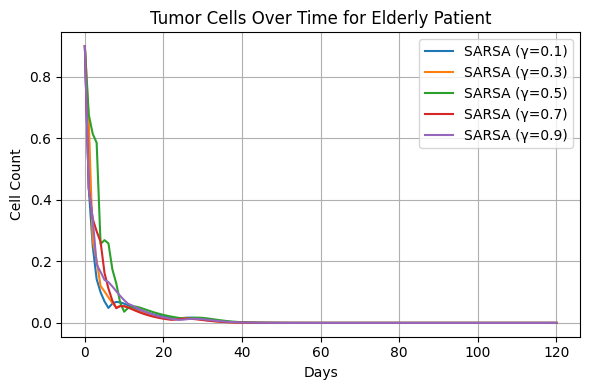 Tumor Cells Over Time for Elderly Patient
SARSA (γ=0.1)
SARSA (γ=0.3)
SARSA (γ=0.5)
SARSA (γ=0.7)
SARSA (γ=0.9)
Cell Count
0.8
0.6
0.4
0.2
0.0
0 20 40 60 80 100 120
Days